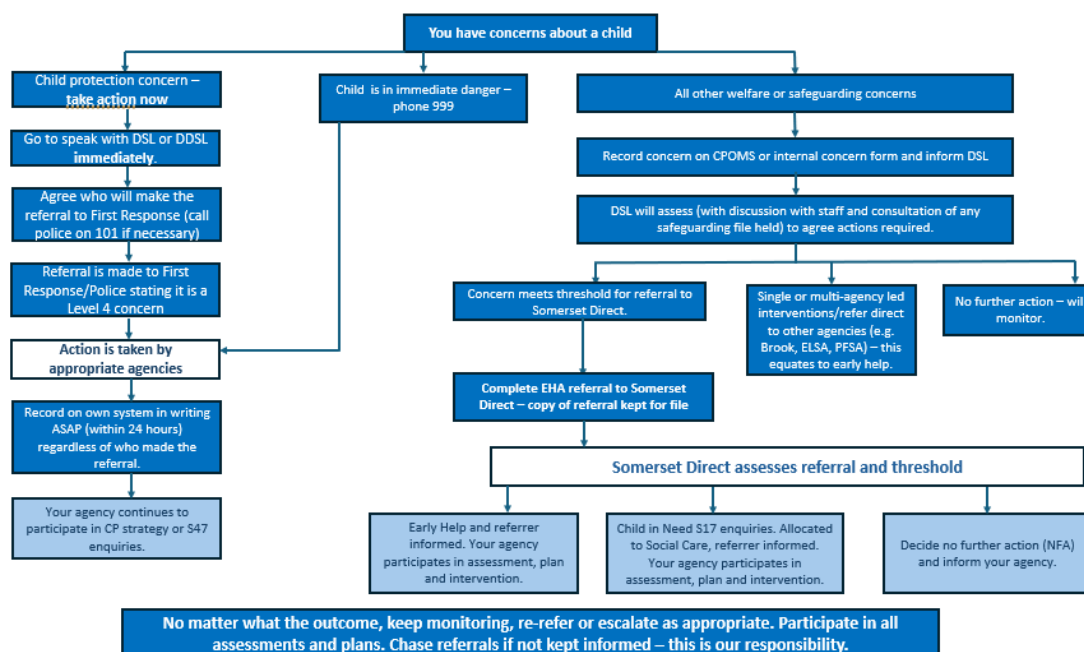 You have concerns about a child
Child protection concern –
take action now
Go to speak with DSL or DDSL
immediately.
Agree who will make the
referral to First Response (call
police on 101 if necessary)
Referral is made to First
Response/Police stating it is a
Level 4 concern
Action is taken by
appropriate agencies
Record on own system in writing
ASAP (within 24 hours)
regardless of who made the
referral.
Your agency continues to
participate in CP strategy or S47
enquiries.
Child is in immediate danger –
phone 999
All other welfare or safeguarding concerns
Record concern on CPOMS or internal concern form and inform DSL
DSL will assess (with discussion with staff and consultation of any
safeguarding file held) to agree actions required.
Concern meets threshold for referral to
Somerset Direct.
Single or multi-agency led
interventions/refer direct
to other agencies (e.g.
Brook, ELSA, PFSA) – this
equates to early help.
No further action – will
monitor.
Complete EHA referral to Somerset
Direct – copy of referral kept for file
Somerset Direct assesses referral and threshold
Early Help and referrer
informed. Your agency
participates in assessment, plan
and intervention.
Child in Need S17 enquiries. Allocated
to Social Care, referrer informed.
Your agency participates in
assessment, plan and intervention.
Decide no further action (NFA)
and inform your agency.
No matter what the outcome, keep monitoring, re-refer or escalate as appropriate. Participate in all
assessments and plans. Chase referrals if not kept informed – this is our responsibility.